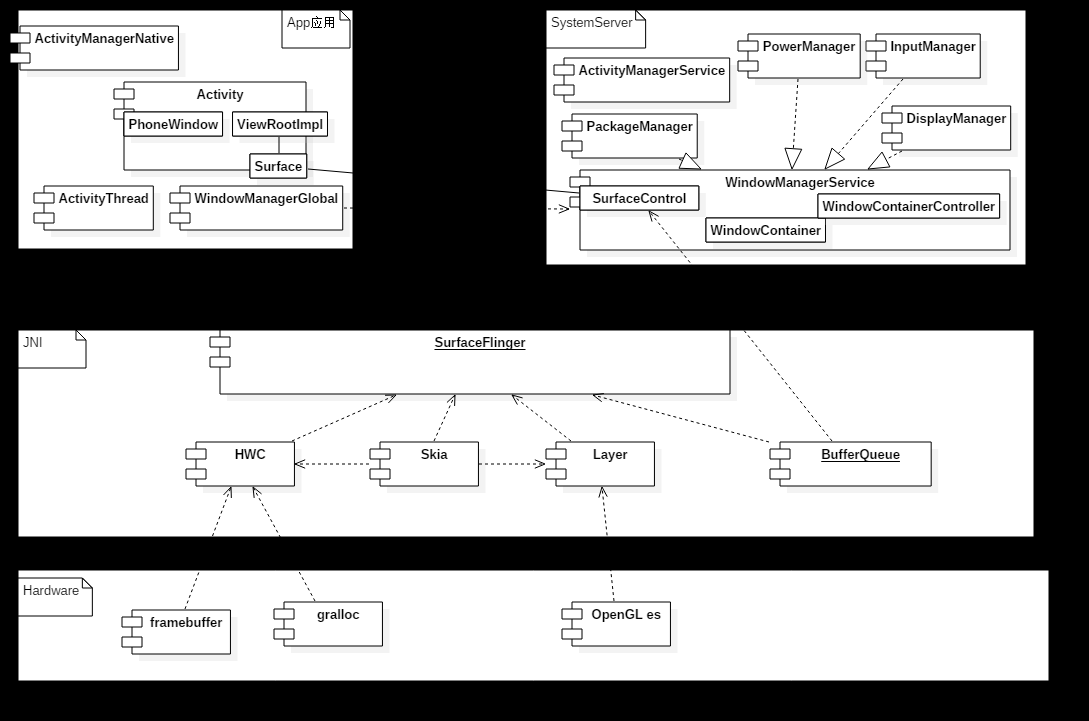 App应用
ActivityManagerNative
Activity
PhoneWindow
ViewRootImpl
Surface
ActivityThread
WindowManagerGlobal
SystemServer
PowerManager
InputManager
ActivityManagerService
DisplayManager
PackageManager
WindowManagerService
SurfaceControl
WindowContainerController
WindowContainer
JNI
SurfaceFlinger
HWC
Skia
Layer
BufferQueue
Hardware
framebuffer
gralloc
OpenGL es